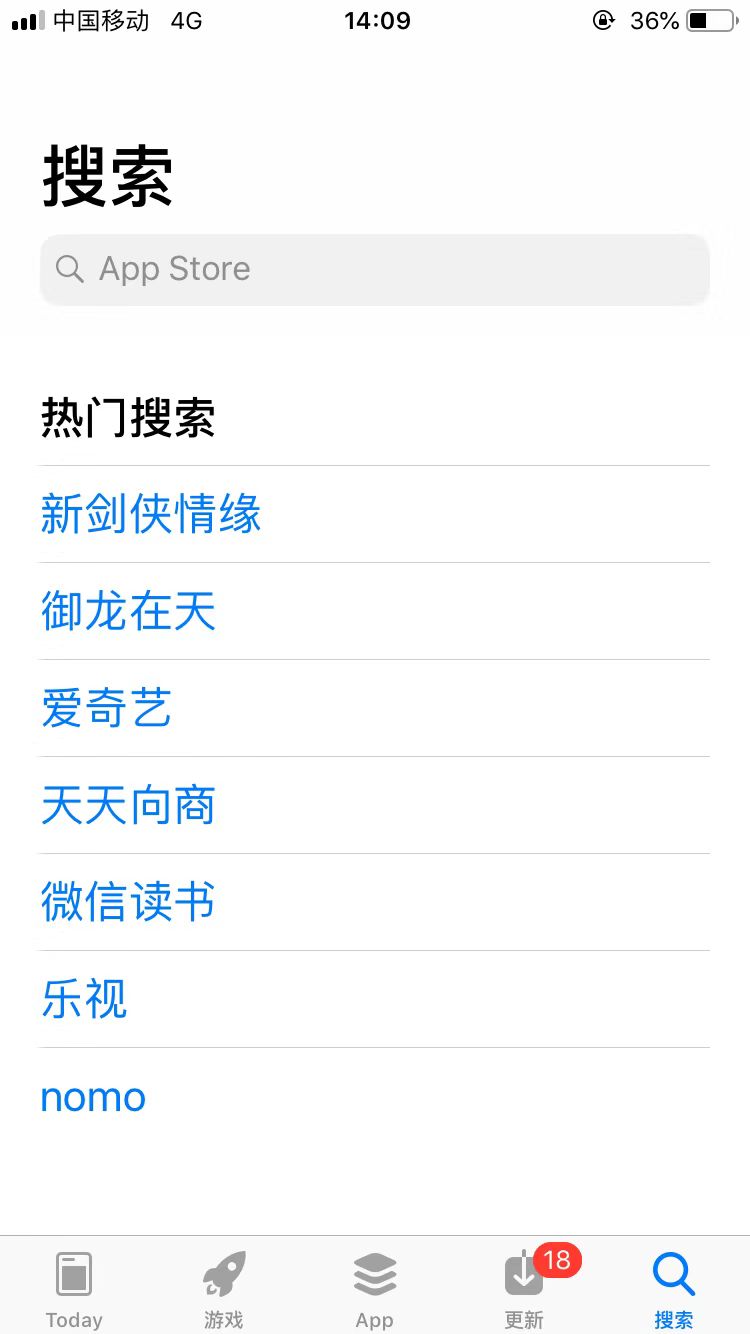 中国移动 4G 14:09 36%
搜索
App Store
热门搜索
新剑侠情缘
御龙在天
爱奇艺
天天向商
微信读书
乐视
nomo
18
Today 游戏 App 更新 搜索